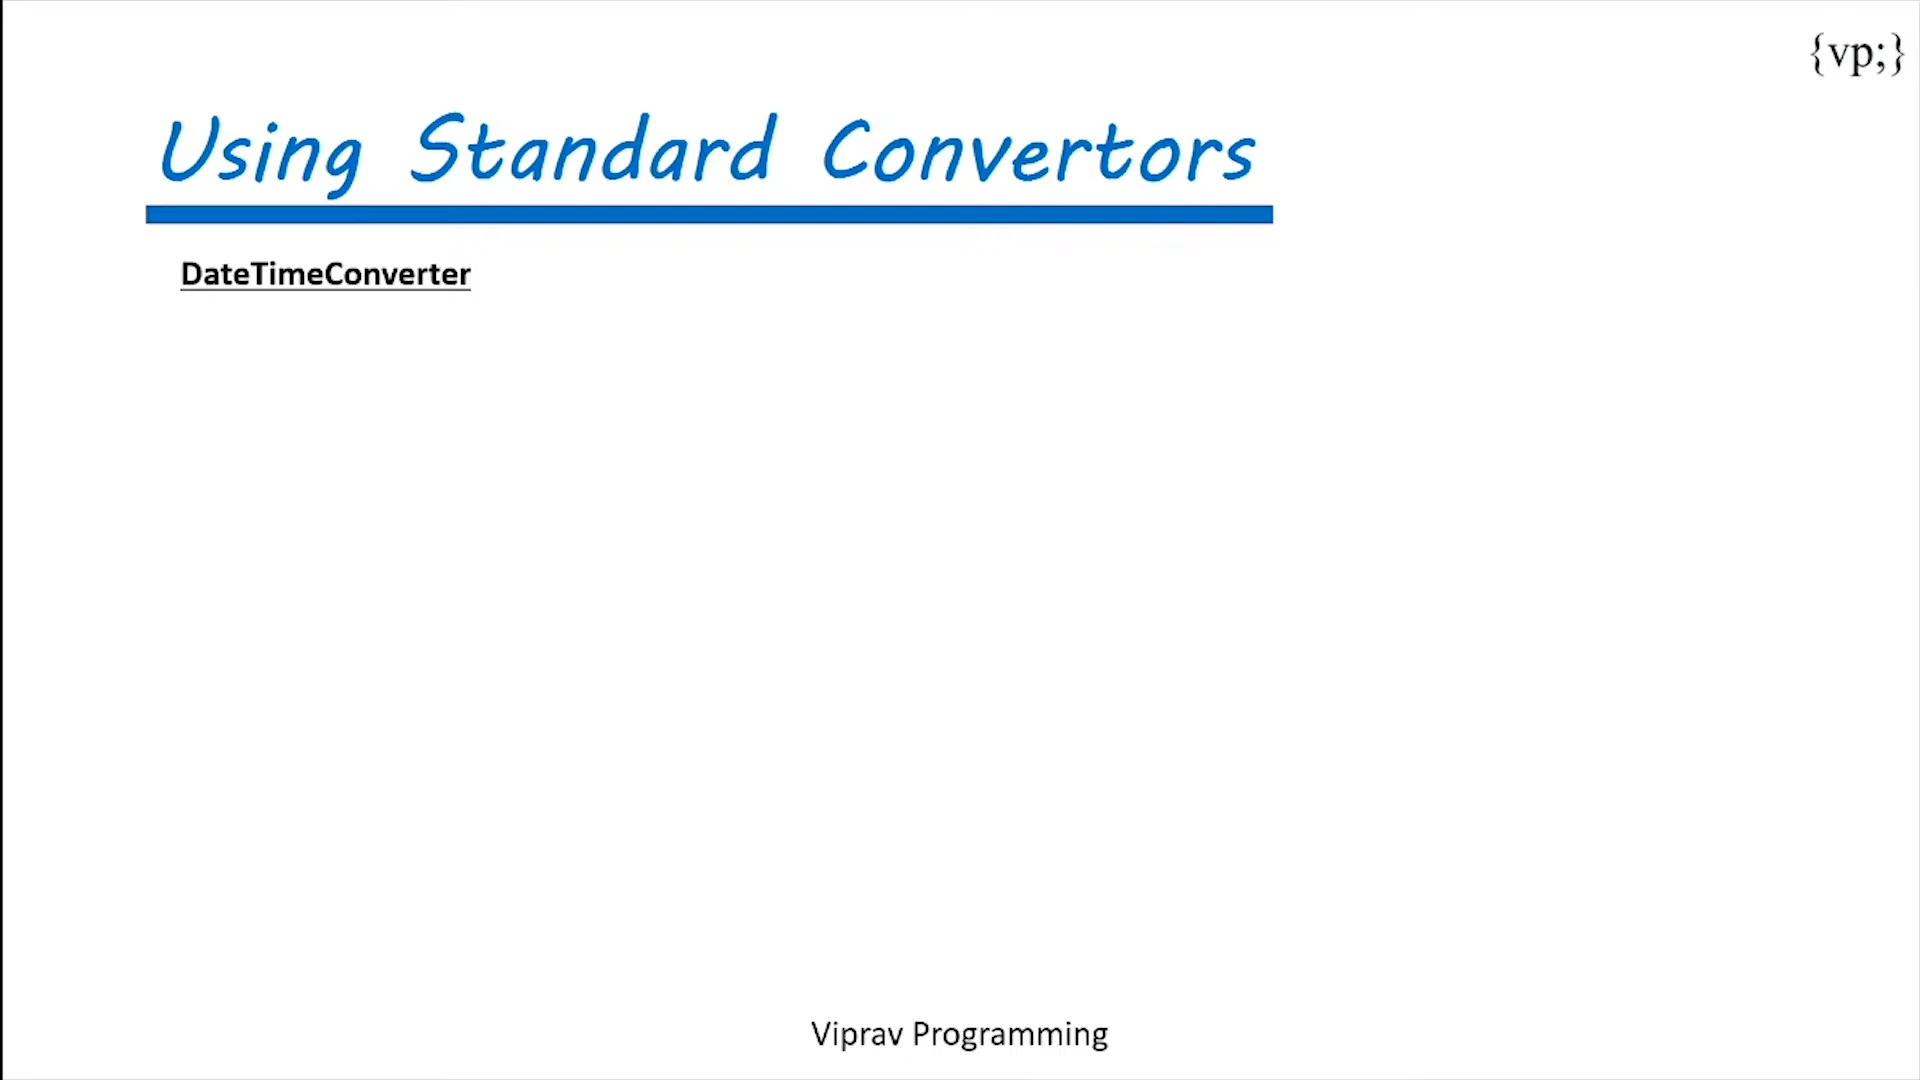 {vp;}
Using Standard Convertors
DateTimeConverter
Viprav Programming